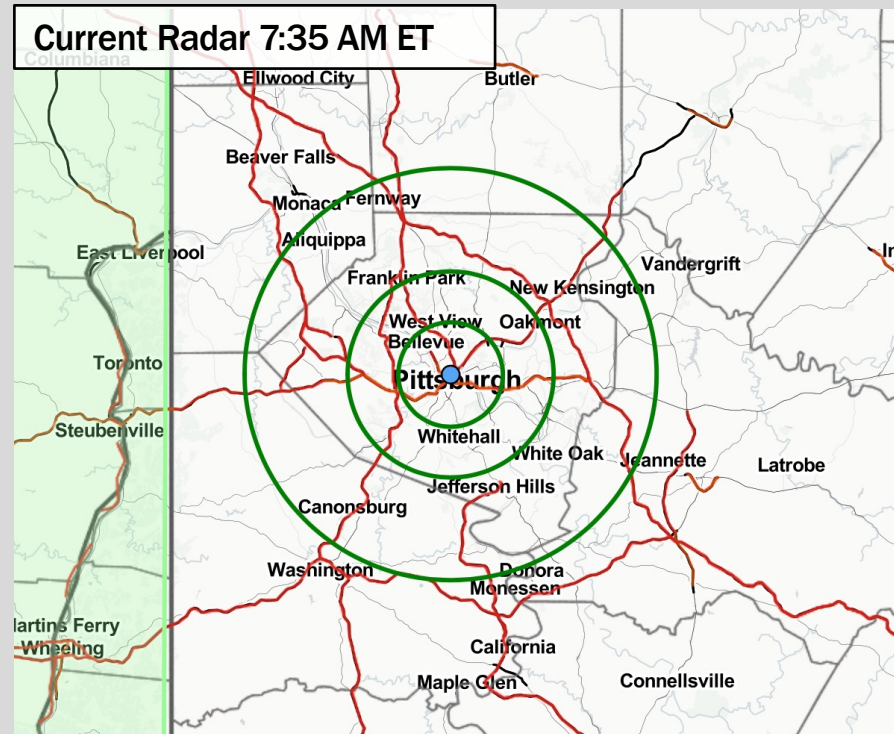 Current Radar 7:35 AM ET
Columbiana
Ellwood City
Butler
Beaver Falls
Monaca
Fernway
Aliquippa
East Liverpool
Vandergrift
Franklin Park
New Kensington
West View
Oakmont
Bellevue
Toronto
Pittsburgh
Steubenville
Whitehall
White Oak
Jeannette
Latrobe
Jefferson Hills
Canonsburg
Washington
Donora
Monessen
Martins Ferry
Wheeling
California
Maple Glen
Connellsville